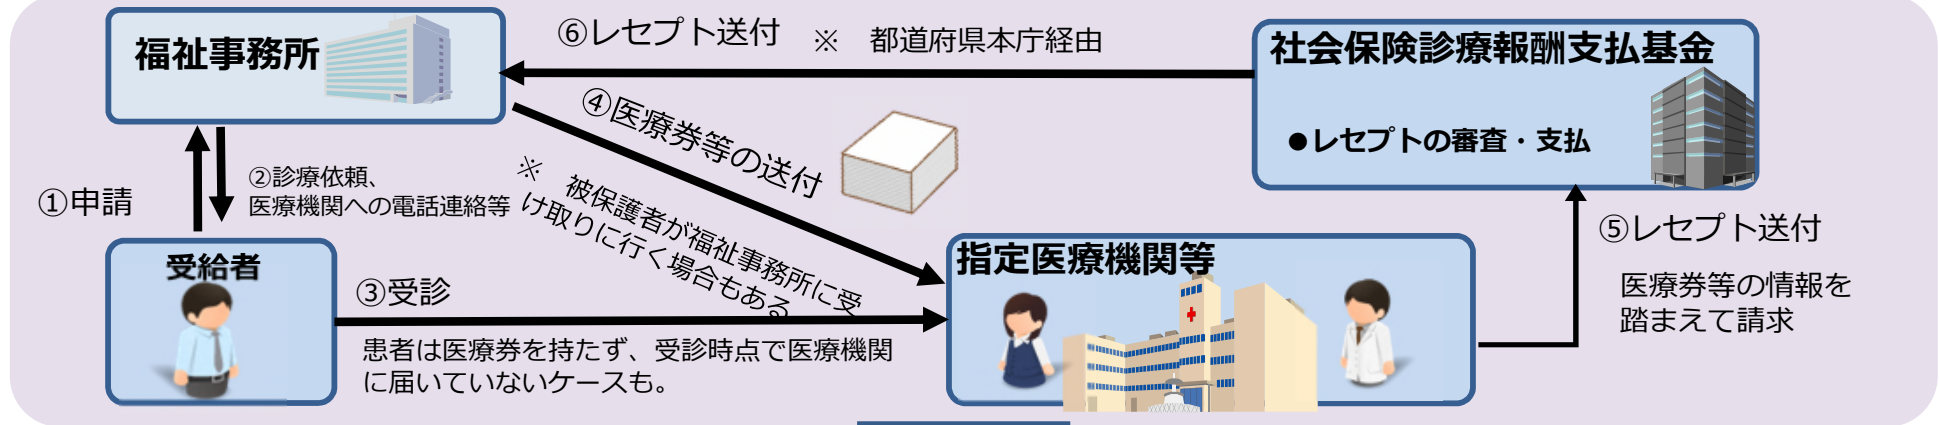 福祉事務所
⑥レセプト送付 ※ 都道府県本庁経由
社会保険診療報酬支払基金
●レセプトの審査・支払
④医療券等の送付
※ 被保護者が福祉事務所に受
け取りに行く場合もある
①申請
②診療依頼、
医療機関への電話連絡等
受給者
③受診
患者は医療券を持たず、受診時点で医療機関
に届いていないケースも。
指定医療機関等
⑤レセプト送付
医療券等の情報を
踏まえて請求